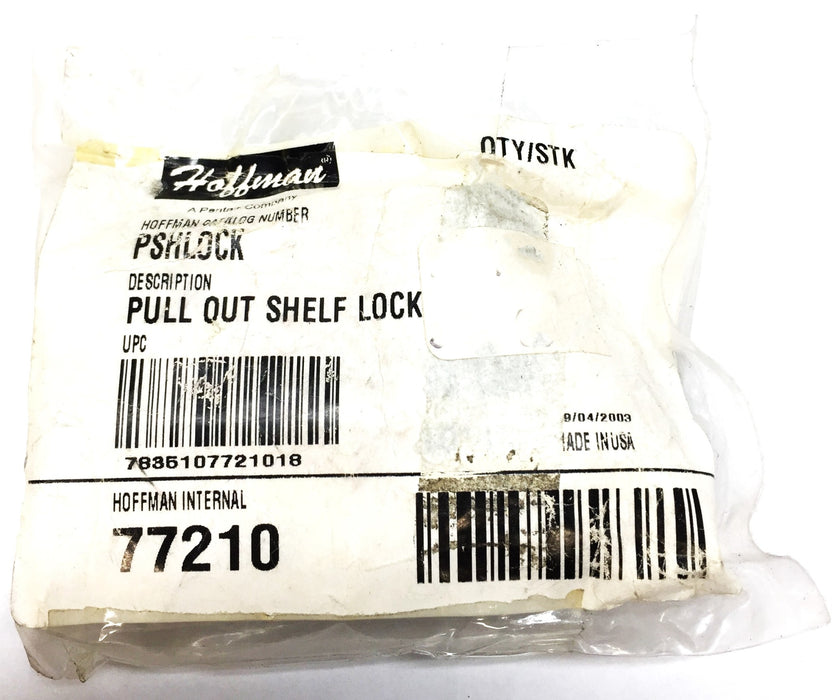 QTY/STK
Hoffman®
A Pentair Company
HOFFMAN CATALOG NUMBER
PSHLOCK
DESCRIPTION
PULL OUT SHELF LOCK
UPC
7835107721018
9/04/2003
MADE IN USA
HOFFMAN INTERNAL
77210